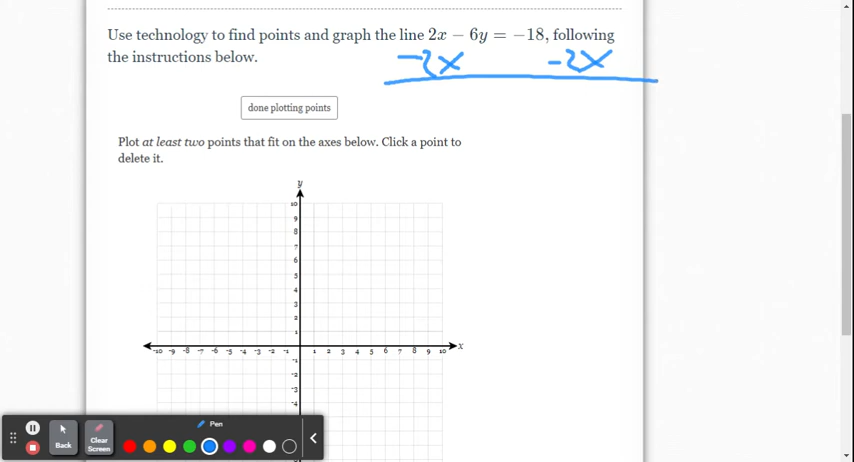 Use technology to find points and graph the line 2x − 6y = −18, following
the instructions below.
-2x -2x
done plotting points
Plot at least two points that fit on the axes below. Click a point to
delete it.
y
10
9
8
7
6
5
4
3
2
1
-10 -9 -8 -7 -6 -5 -4 -3 -2 -1 1 2 3 4 5 6 7 8 9 10 x
-1
-2
-3
-4
Pen
Back
Clear
Screen